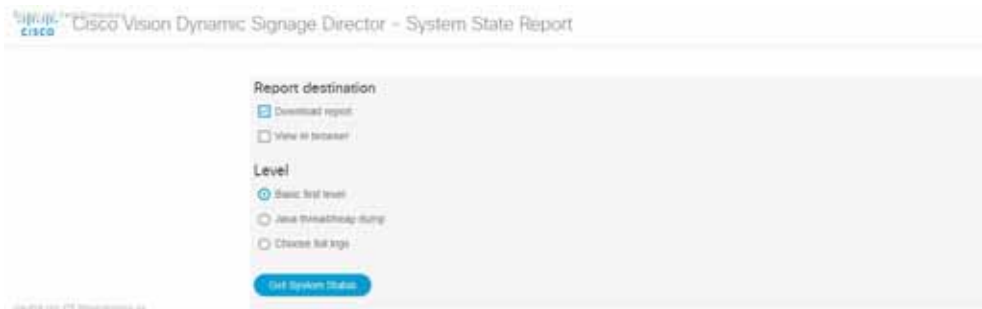 CISCO Cisco Vision Dynamic Signage Director – System State Report
Report destination
Download report
View in browser
Level
Basic first level
Java thread/heap dump
Choose full logs
Get System Status